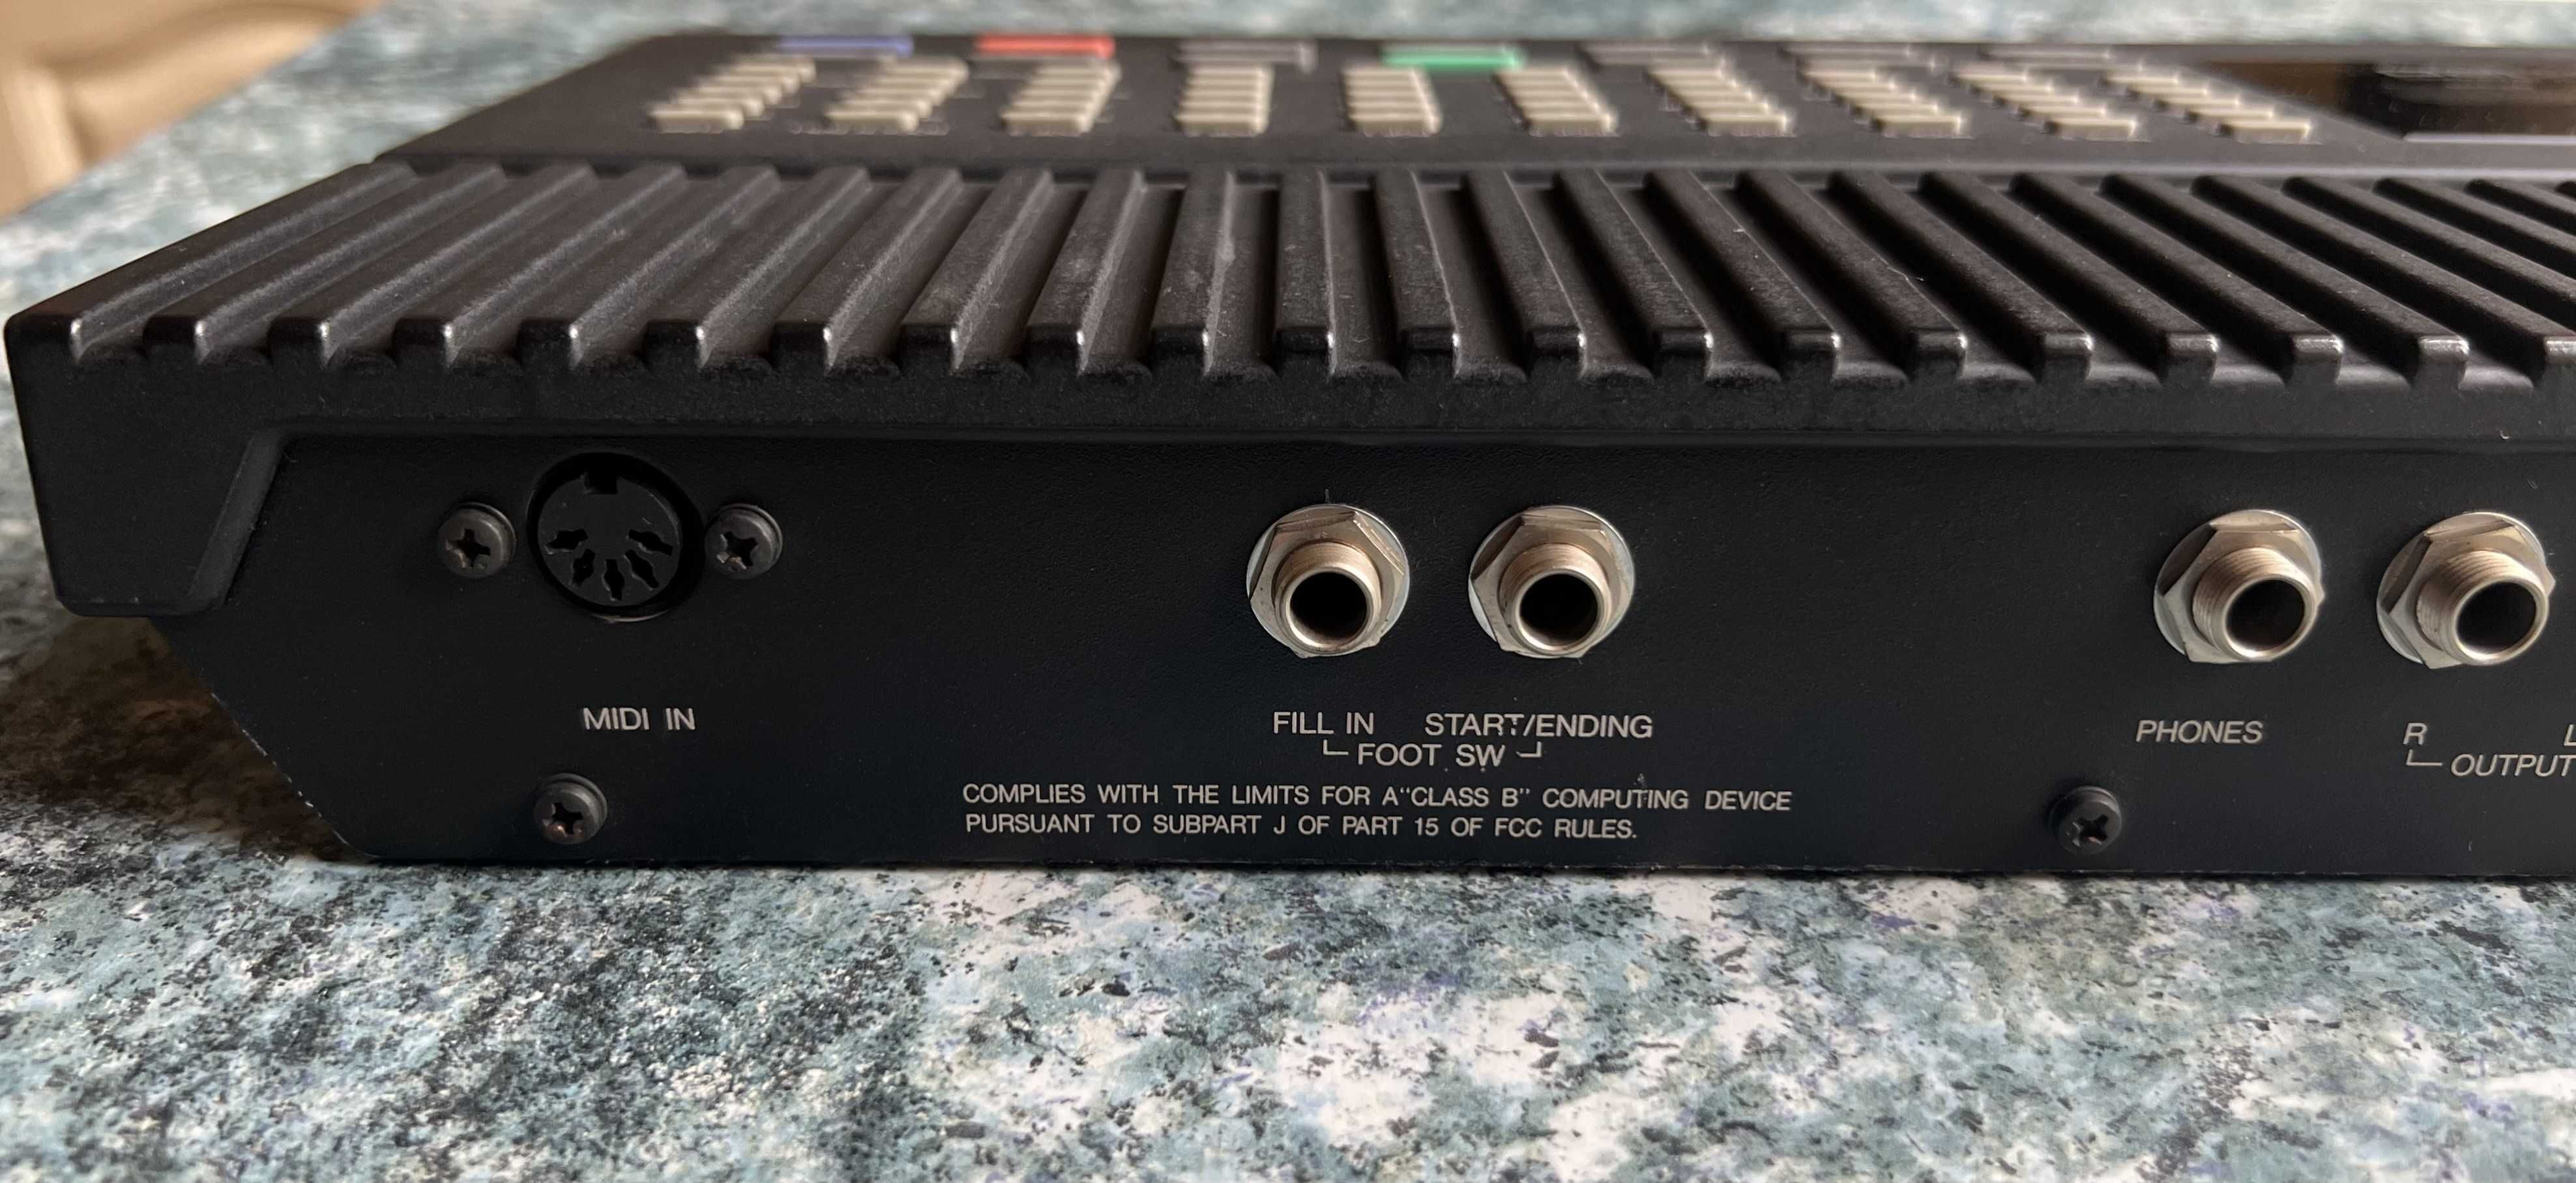 MIDI IN
FILL IN START/ENDING
FOOT SW
COMPLIES WITH THE LIMITS FOR A"CLASS B" COMPUTING DEVICE
PURSUANT TO SUBPART J OF PART 15 OF FCC RULES.
PHONES
R L
OUTPUT